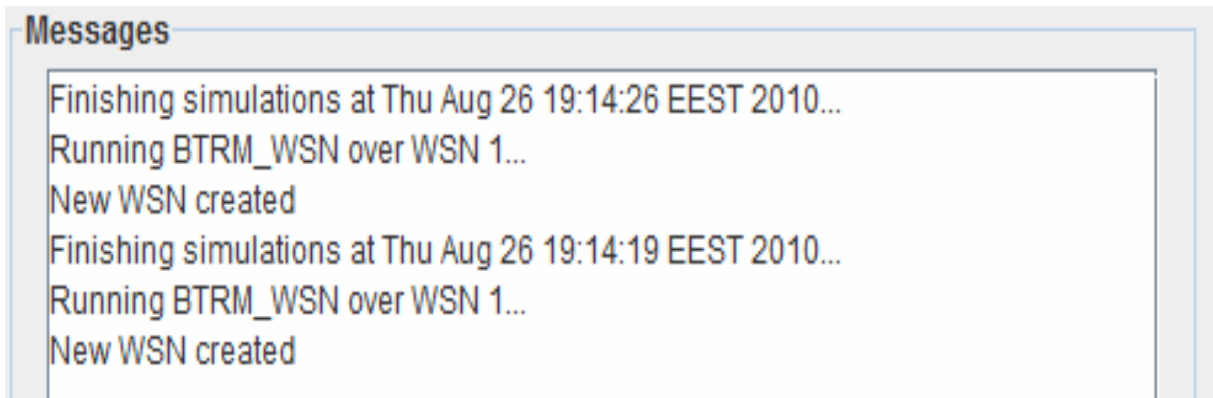 Messages
Finishing simulations at Thu Aug 26 19:14:26 EEST 2010...
Running BTRM_WSN over WSN 1...
New WSN created
Finishing simulations at Thu Aug 26 19:14:19 EEST 2010...
Running BTRM_WSN over WSN 1...
New WSN created